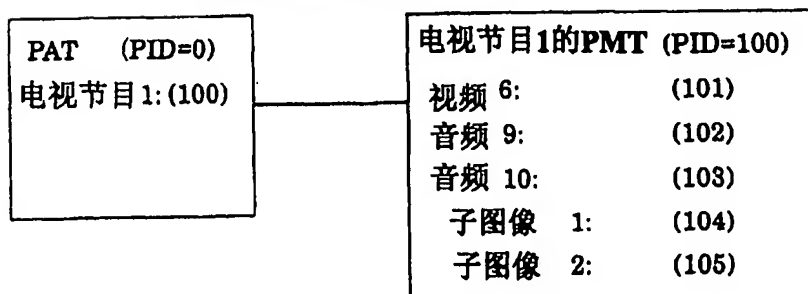 PAT (PID=0)
电视节目1:(100)
电视节目1的PMT (PID=100)
视频 6: (101)
音频 9: (102)
音频 10: (103)
子图像 1: (104)
子图像 2: (105)